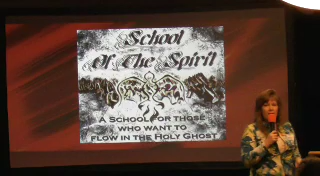 School
Of The Spirit
A School for those
who want to
flow in the Holy Ghost